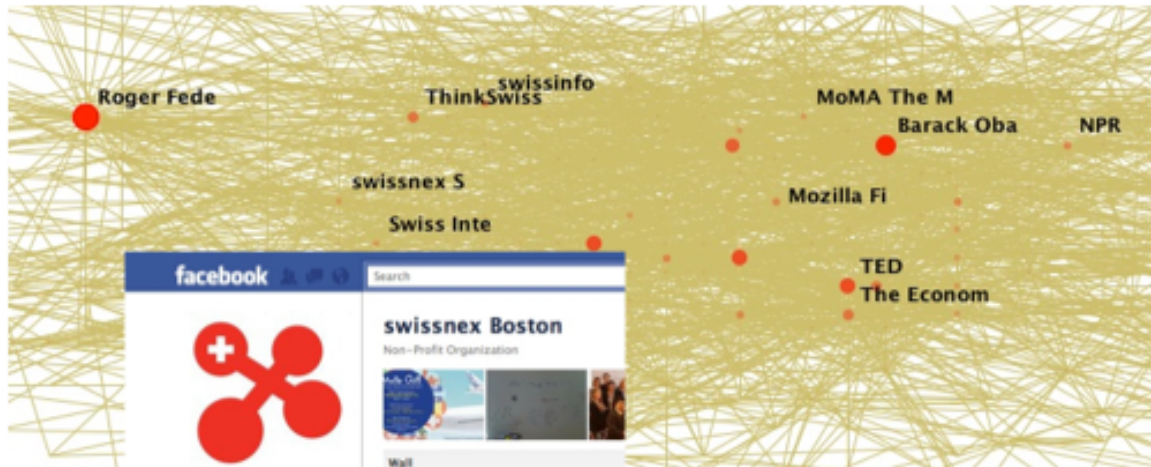 swissinfo
Roger Fede
ThinkSwiss
MoMA The M
Barack Oba
NPR
swissnex S
Mozilla Fi
Swiss Inte
TED
The Econom
facebook
Search
swissnex Boston
Non-Profit Organization
Wall